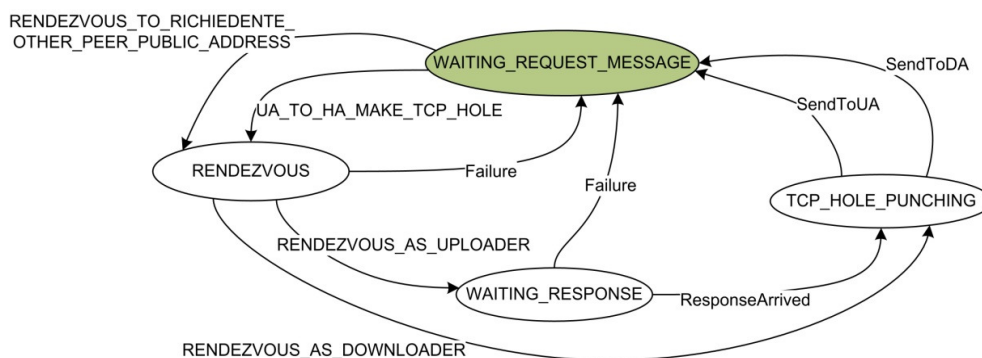 RENDEZVOUS_TO_RICHIEDENTE_
OTHER_PEER_PUBLIC_ADDRESS
WAITING_REQUEST_MESSAGE
SendToDA
SendToUA
UA_TO_HA_MAKE_TCP_HOLE
RENDEZVOUS
Failure
Failure
TCP_HOLE_PUNCHING
RENDEZVOUS_AS_UPLOADER
WAITING_RESPONSE
ResponseArrived
RENDEZVOUS_AS_DOWNLOADER